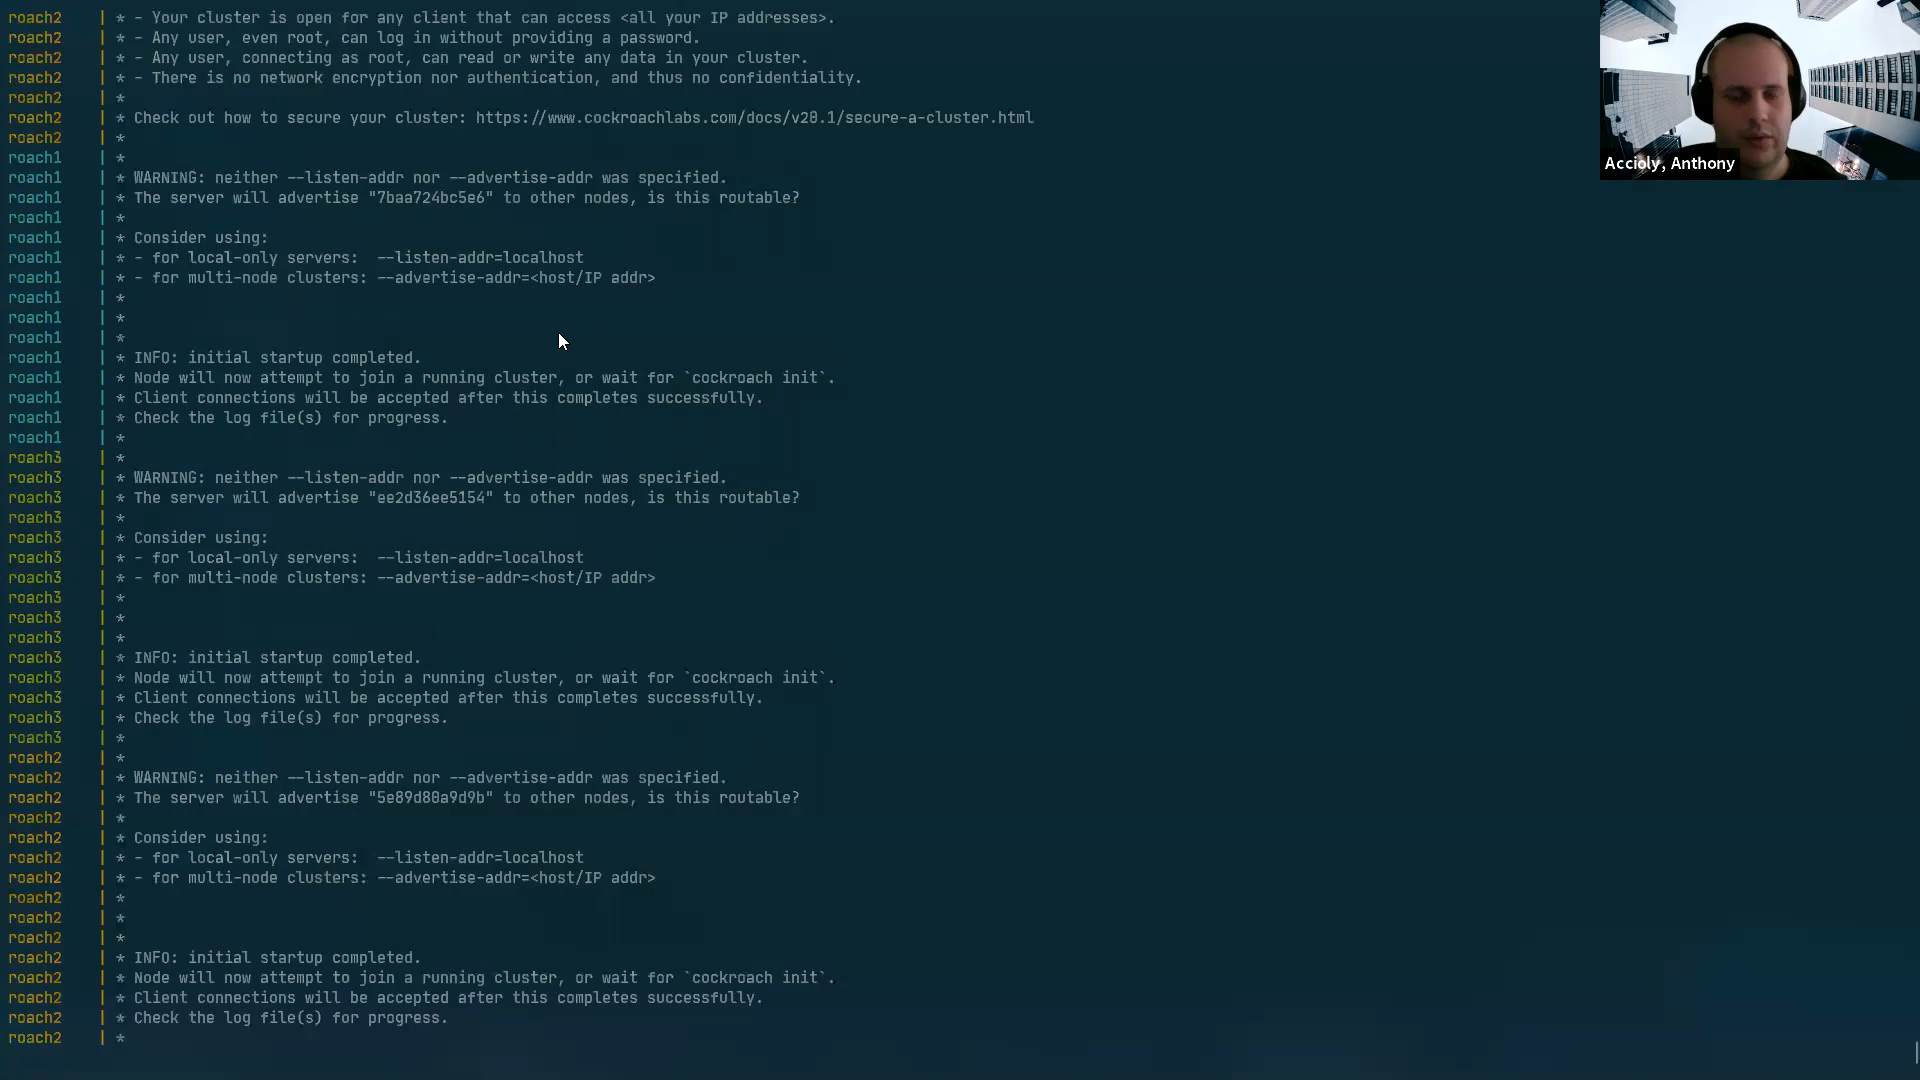 roach2 | * - Your cluster is open for any client that can access <all your IP addresses>.
roach2 | * - Any user, even root, can log in without providing a password.
roach2 | * - Any user, connecting as root, can read or write any data in your cluster.
roach2 | * - There is no network encryption nor authentication, and thus no confidentiality.
roach2 | *
roach2 | * Check out how to secure your cluster: https://www.cockroachlabs.com/docs/v20.1/secure-a-cluster.html
roach2 | *
roach1 | *
roach1 | * WARNING: neither --listen-addr nor --advertise-addr was specified.
roach1 | * The server will advertise "7baa724bc5e6" to other nodes, is this routable?
roach1 | *
roach1 | * Consider using:
roach1 | * - for local-only servers:  --listen-addr=localhost
roach1 | * - for multi-node clusters: --advertise-addr=<host/IP addr>
roach1 | *
roach1 | *
roach1 | *
roach1 | * INFO: initial startup completed.
roach1 | * Node will now attempt to join a running cluster, or wait for `cockroach init`.
roach1 | * Client connections will be accepted after this completes successfully.
roach1 | * Check the log file(s) for progress.
roach1 | *
roach3 | *
roach3 | * WARNING: neither --listen-addr nor --advertise-addr was specified.
roach3 | * The server will advertise "ee2d36ee5154" to other nodes, is this routable?
roach3 | *
roach3 | * Consider using:
roach3 | * - for local-only servers:  --listen-addr=localhost
roach3 | * - for multi-node clusters: --advertise-addr=<host/IP addr>
roach3 | *
roach3 | *
roach3 | *
roach3 | * INFO: initial startup completed.
roach3 | * Node will now attempt to join a running cluster, or wait for `cockroach init`.
roach3 | * Client connections will be accepted after this completes successfully.
roach3 | * Check the log file(s) for progress.
roach3 | *
roach2 | *
roach2 | * WARNING: neither --listen-addr nor --advertise-addr was specified.
roach2 | * The server will advertise "5e89d80a9d9b" to other nodes, is this routable?
roach2 | *
roach2 | * Consider using:
roach2 | * - for local-only servers:  --listen-addr=localhost
roach2 | * - for multi-node clusters: --advertise-addr=<host/IP addr>
roach2 | *
roach2 | *
roach2 | *
roach2 | * INFO: initial startup completed.
roach2 | * Node will now attempt to join a running cluster, or wait for `cockroach init`.
roach2 | * Client connections will be accepted after this completes successfully.
roach2 | * Check the log file(s) for progress.
roach2 | *
Accioly, Anthony